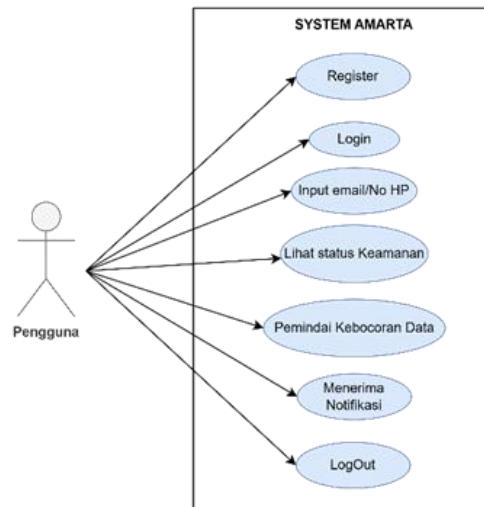 SYSTEM AMARTA
Register
Login
Input email/No HP
Lihat status Keamanan
Pengguna
Pemindai Kebocoran Data
Menerima
Notifikasi
LogOut